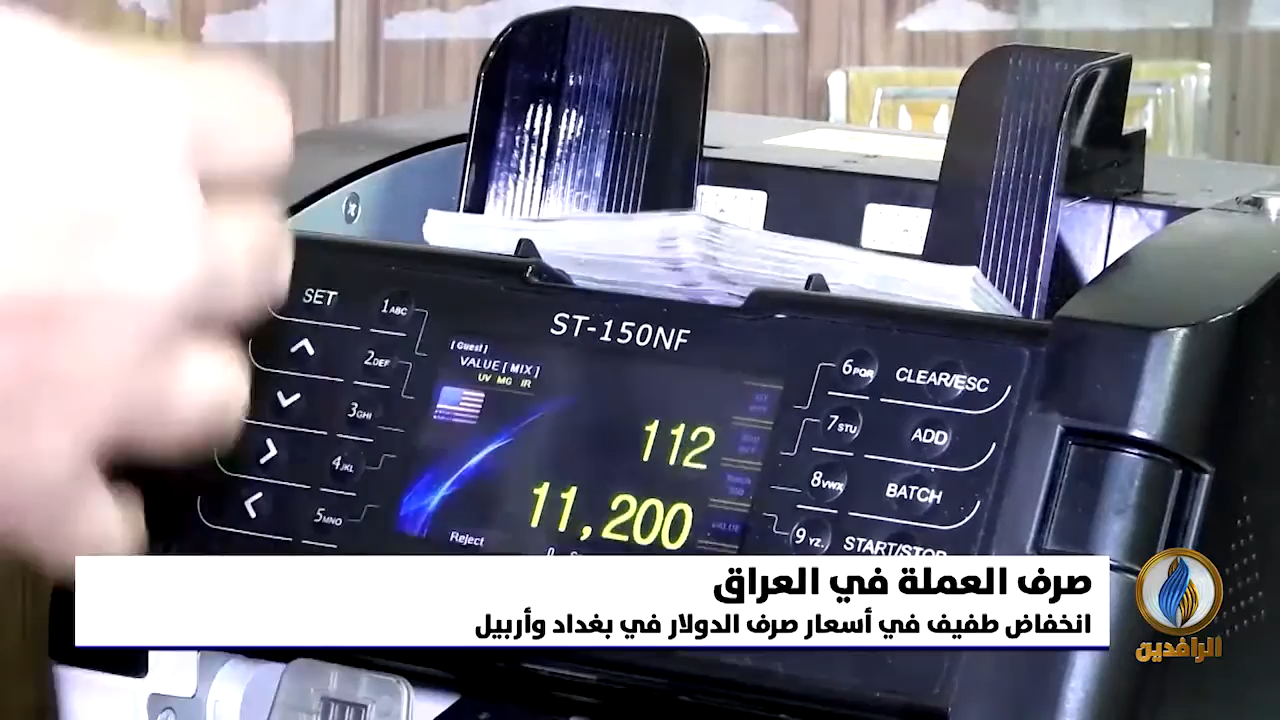 ST-150NF
SET
1ABC
2DEF
3GHI
4JKL
5MNO
[ Guest ]
VALUE [ MIX ]
UV MG IR
112
11,200
Reject
6PQR
CLEAR/ESC
7STU
ADD
8VWX
BATCH
9YZ.
START/STOP
صرف العملة في العراق
انخفاض طفيف في أسعار صرف الدولار في بغداد وأربيل
الرافدين